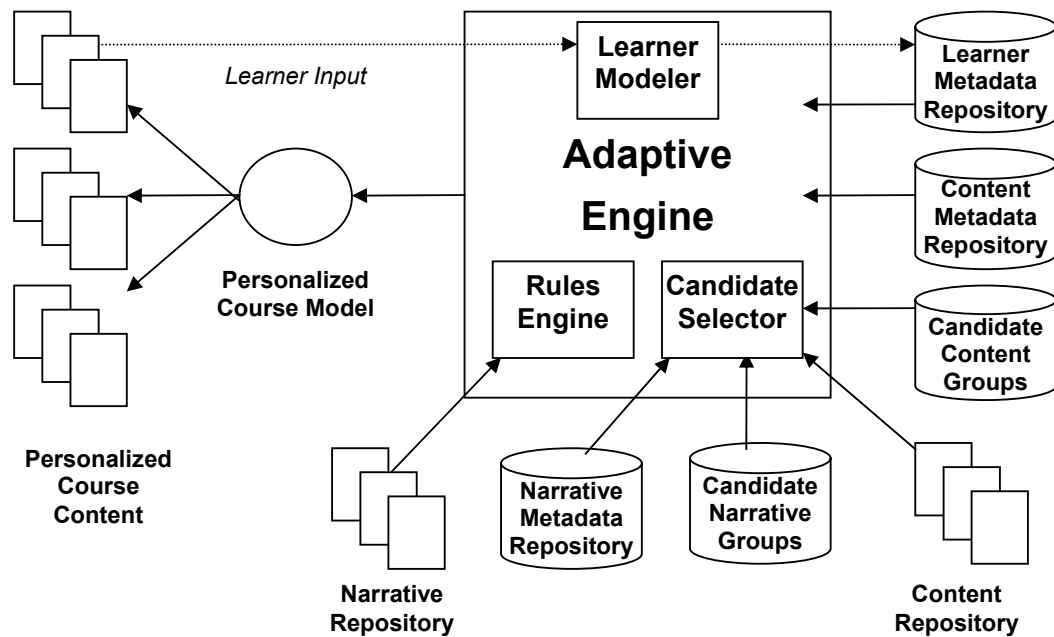 Learner Input
Learner
Modeler
Adaptive
Engine
Rules
Engine
Candidate
Selector
Learner
Metadata
Repository
Content
Metadata
Repository
Candidate
Content
Groups
Personalized
Course Model
Personalized
Course
Content
Narrative
Repository
Narrative
Metadata
Repository
Candidate
Narrative
Groups
Content
Repository